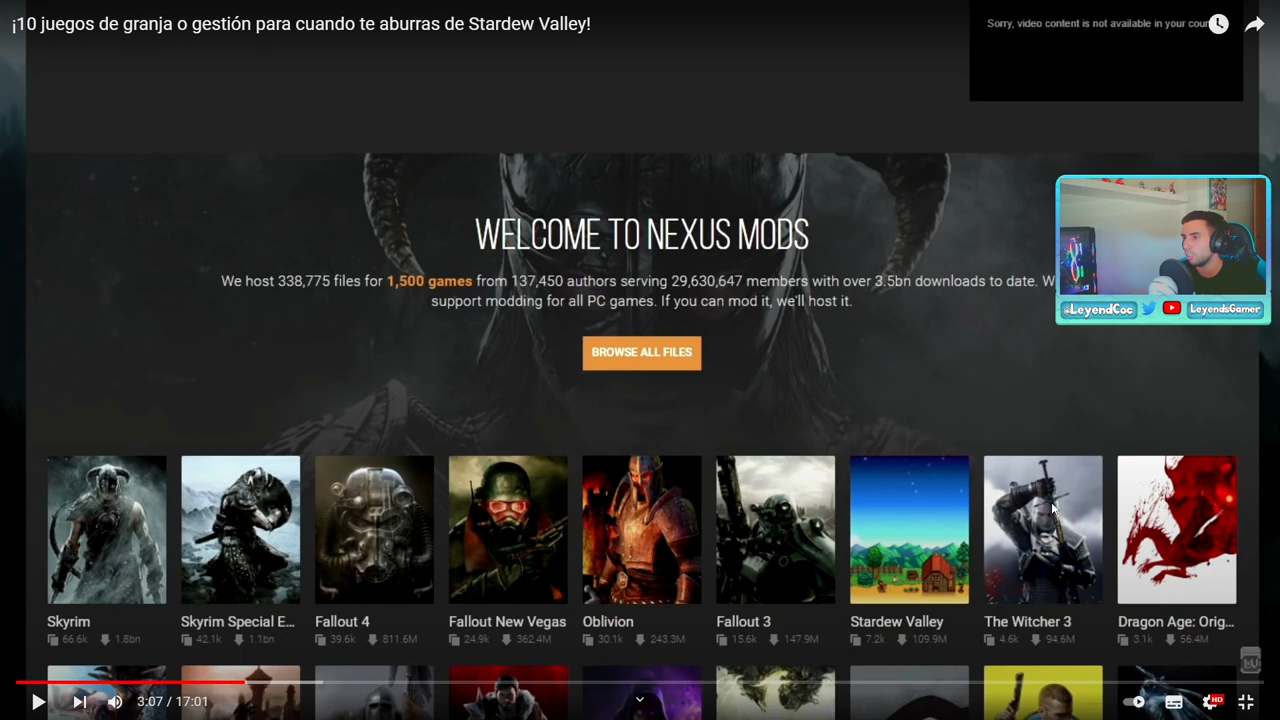 ¡10 juegos de granja o gestión para cuando te aburras de Stardew Valley!
Sorry, video content is not available in your cour
WELCOME TO NEXUS MODS
We host 338,775 files for 1,500 games from 137,450 authors serving 29,630,647 members with over 3.5bn downloads to date. W
support modding for all PC games. If you can mod it, we'll host it.
@LeyendCoc LeyendsGamer
BROWSE ALL FILES
Skyrim Skyrim Special E... Fallout 4 Fallout New Vegas Oblivion Fallout 3 Stardew Valley The Witcher 3 Dragon Age: Orig...
66.6k 1.8bn 42.1k 1.1bn 39.6k 811.6M 24.9k 362.4M 30.1k 243.3M 15.6k 147.9M 7.2k 109.9M 4.6k 94.6M 3.1k 56.4M
3:07 / 17:01 HD